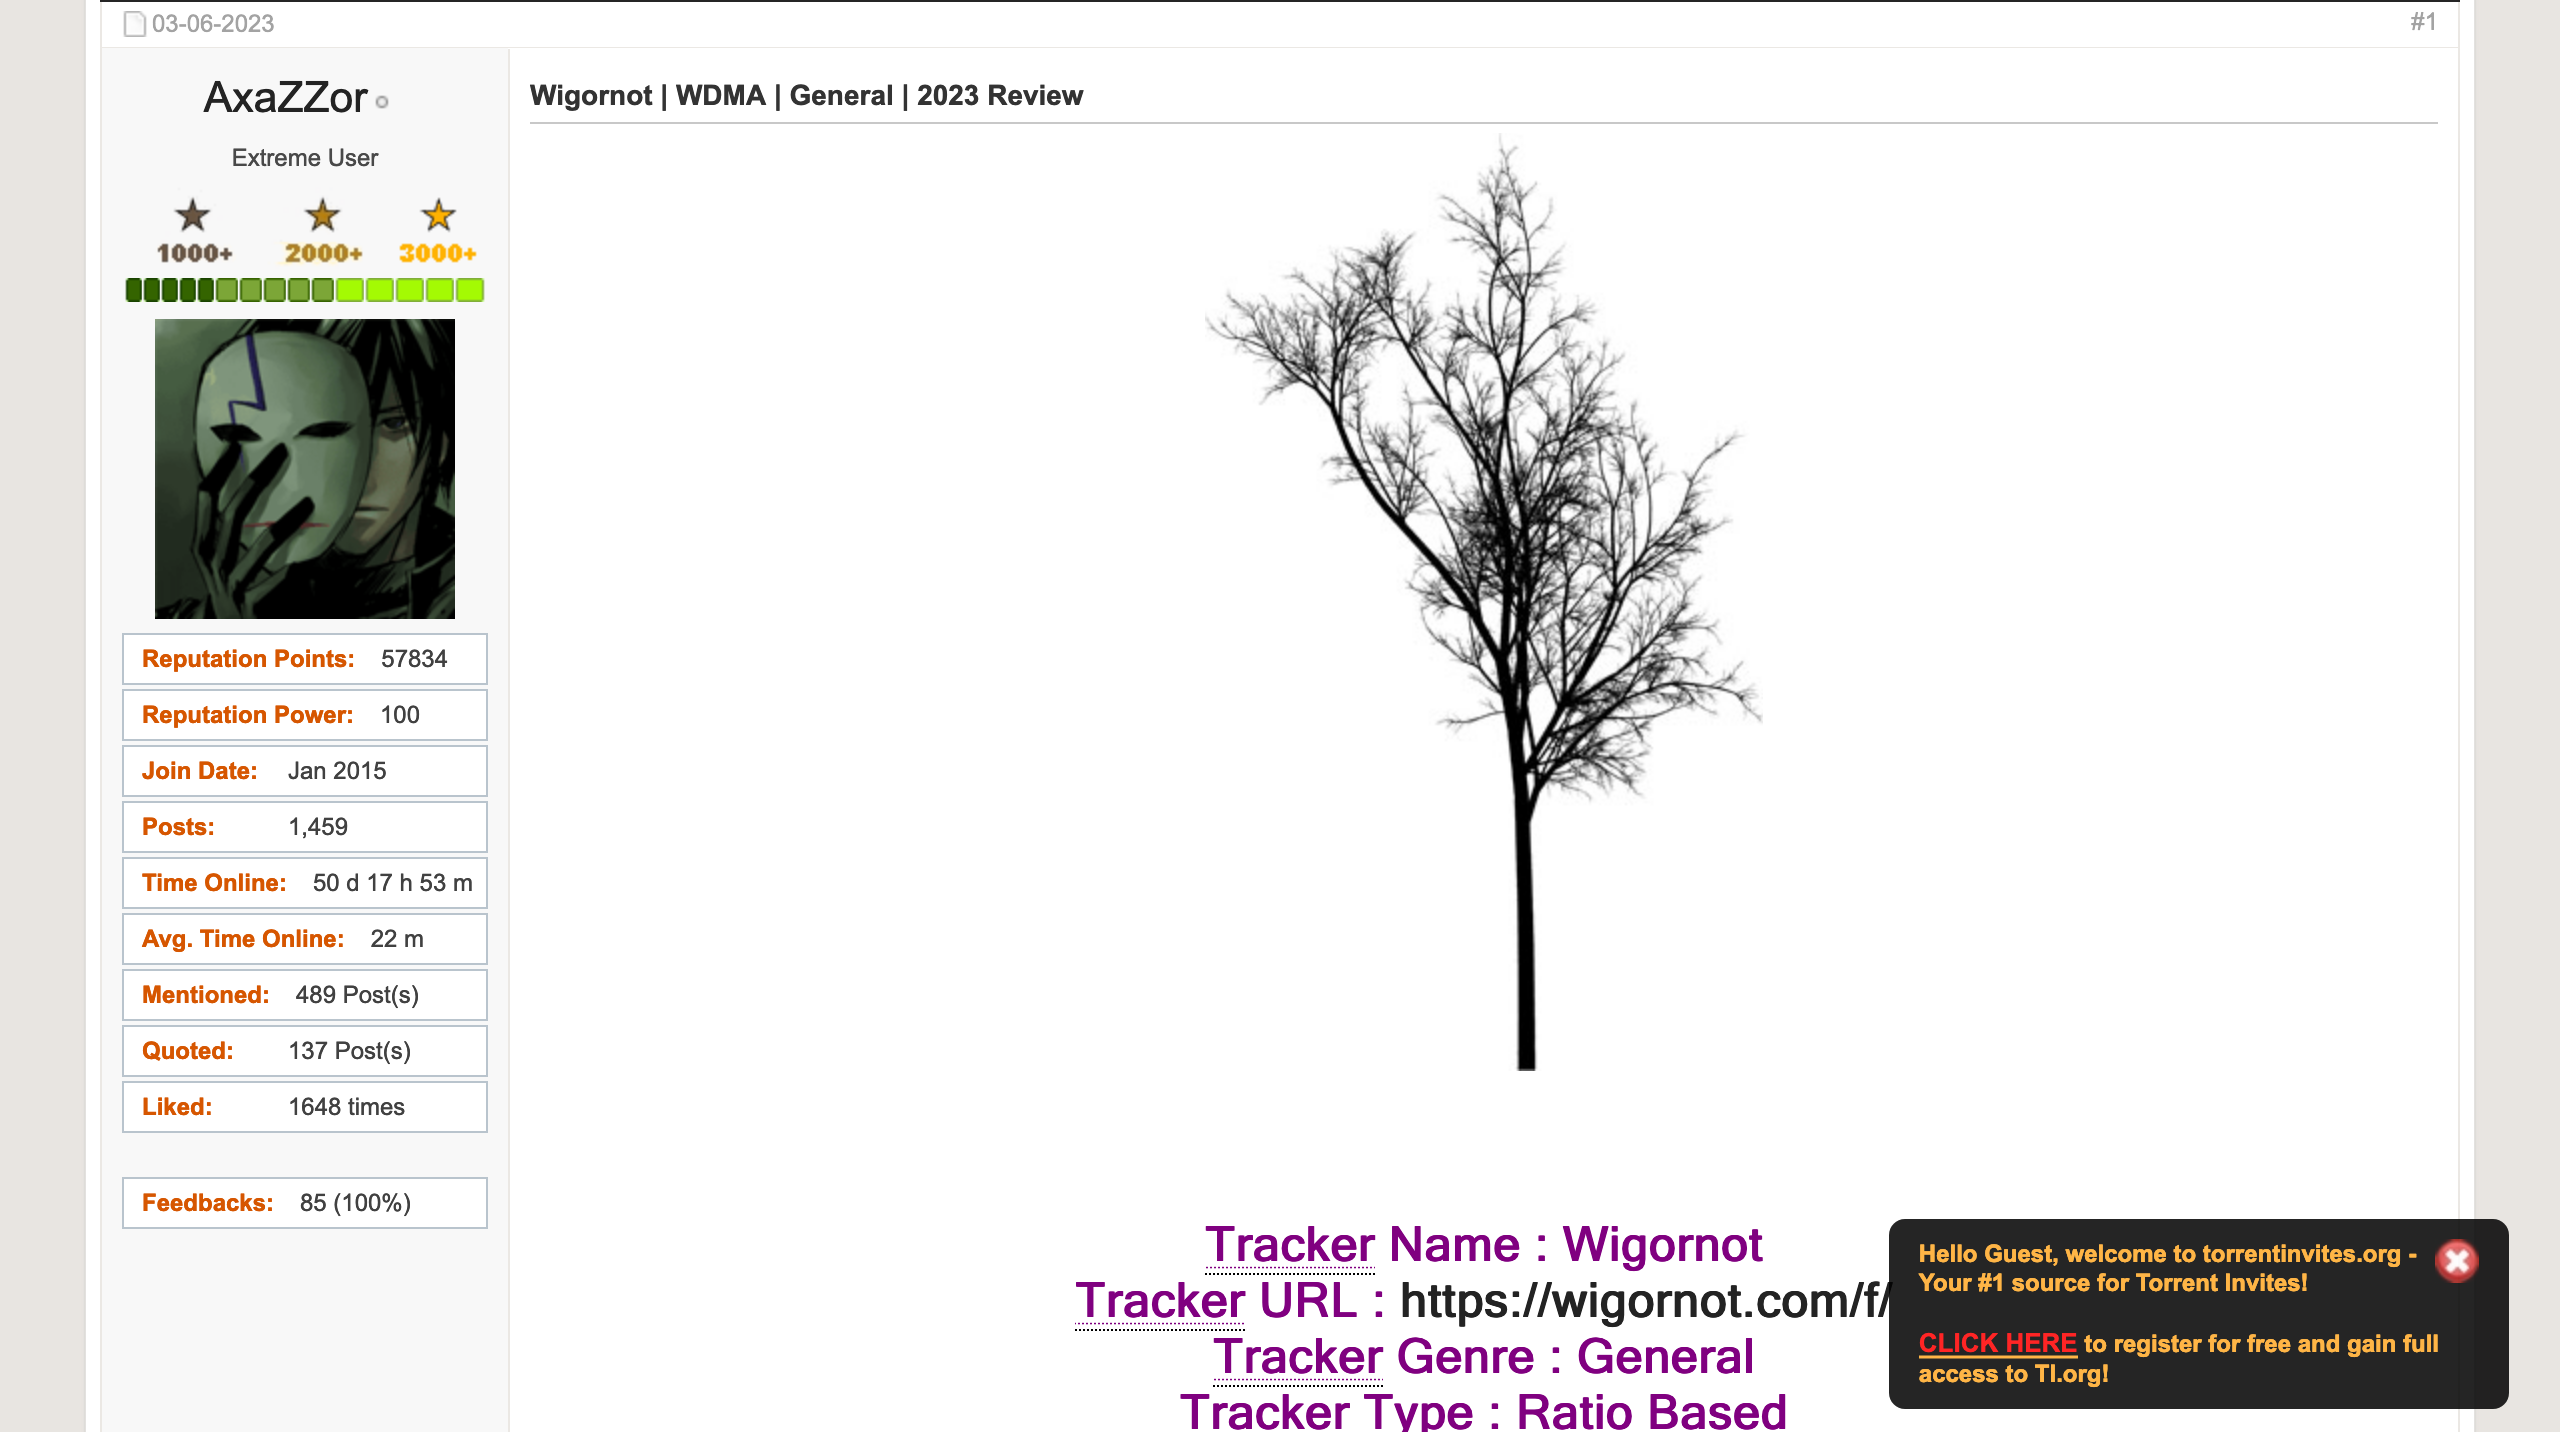 03-06-2023
#1
AxaZZor
Extreme User
1000+ 2000+ 3000+
Reputation Points: 57834
Reputation Power: 100
Join Date: Jan 2015
Posts: 1,459
Time Online: 50 d 17 h 53 m
Avg. Time Online: 22 m
Mentioned: 489 Post(s)
Quoted: 137 Post(s)
Liked: 1648 times
Feedbacks: 85 (100%)
Wigornot | WDMA | General | 2023 Review
Tracker Name : Wigornot
Tracker URL : https://wigornot.com/f/
Tracker Genre : General
Tracker Type : Ratio Based
Hello Guest, welcome to torrentinvites.org -
Your #1 source for Torrent Invites!
CLICK HERE to register for free and gain full
access to TI.org!